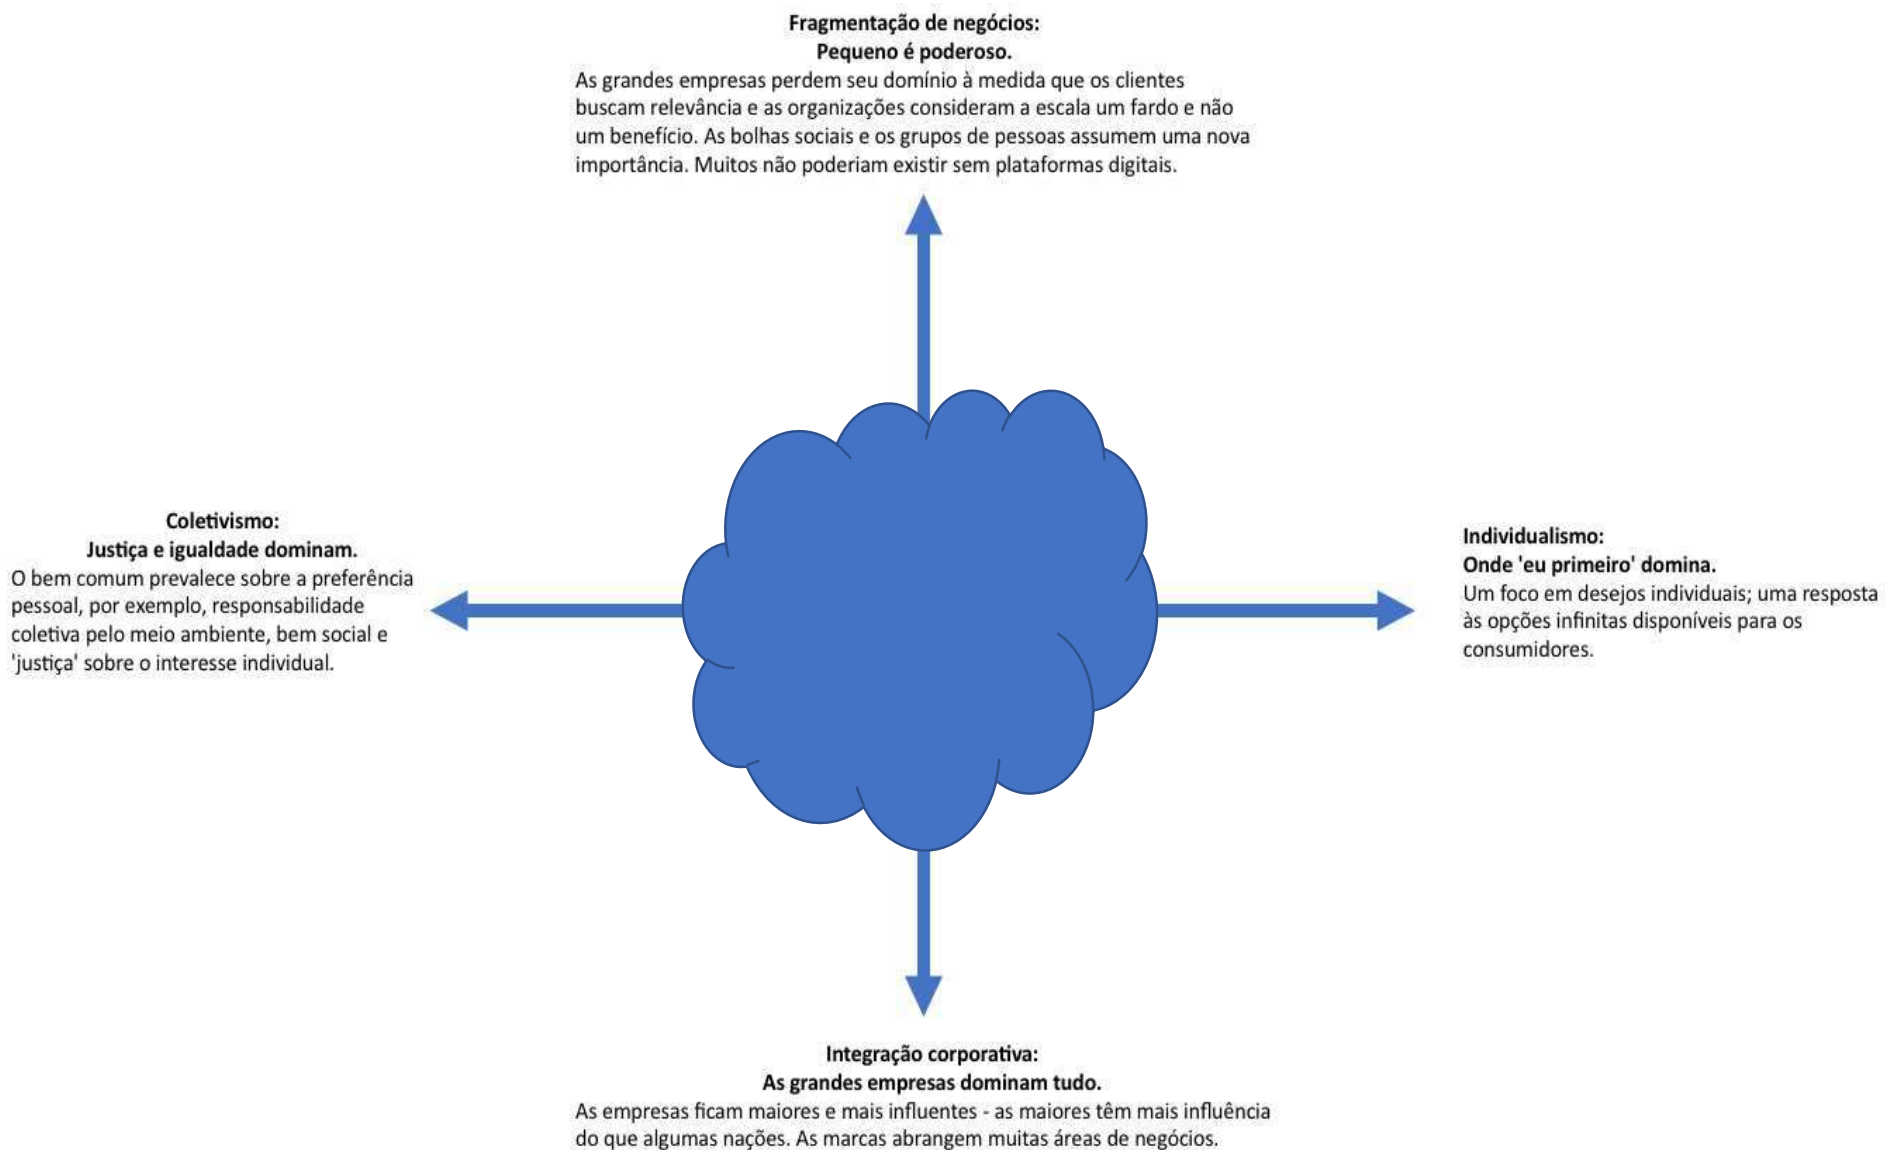 Fragmentação de negócios:
Pequeno é poderoso.
As grandes empresas perdem seu domínio à medida que os clientes
buscam relevância e as organizações consideram a escala um fardo e não
um benefício. As bolhas sociais e os grupos de pessoas assumem uma nova
importância. Muitos não poderiam existir sem plataformas digitais.
Coletivismo:
Justiça e igualdade dominam.
O bem comum prevalece sobre a preferência
pessoal, por exemplo, responsabilidade
coletiva pelo meio ambiente, bem social e
'justiça' sobre o interesse individual.
Individualismo:
Onde 'eu primeiro' domina.
Um foco em desejos individuais; uma resposta
às opções infinitas disponíveis para os
consumidores.
Integração corporativa:
As grandes empresas dominam tudo.
As empresas ficam maiores e mais influentes - as maiores têm mais influência
do que algumas nações. As marcas abrangem muitas áreas de negócios.